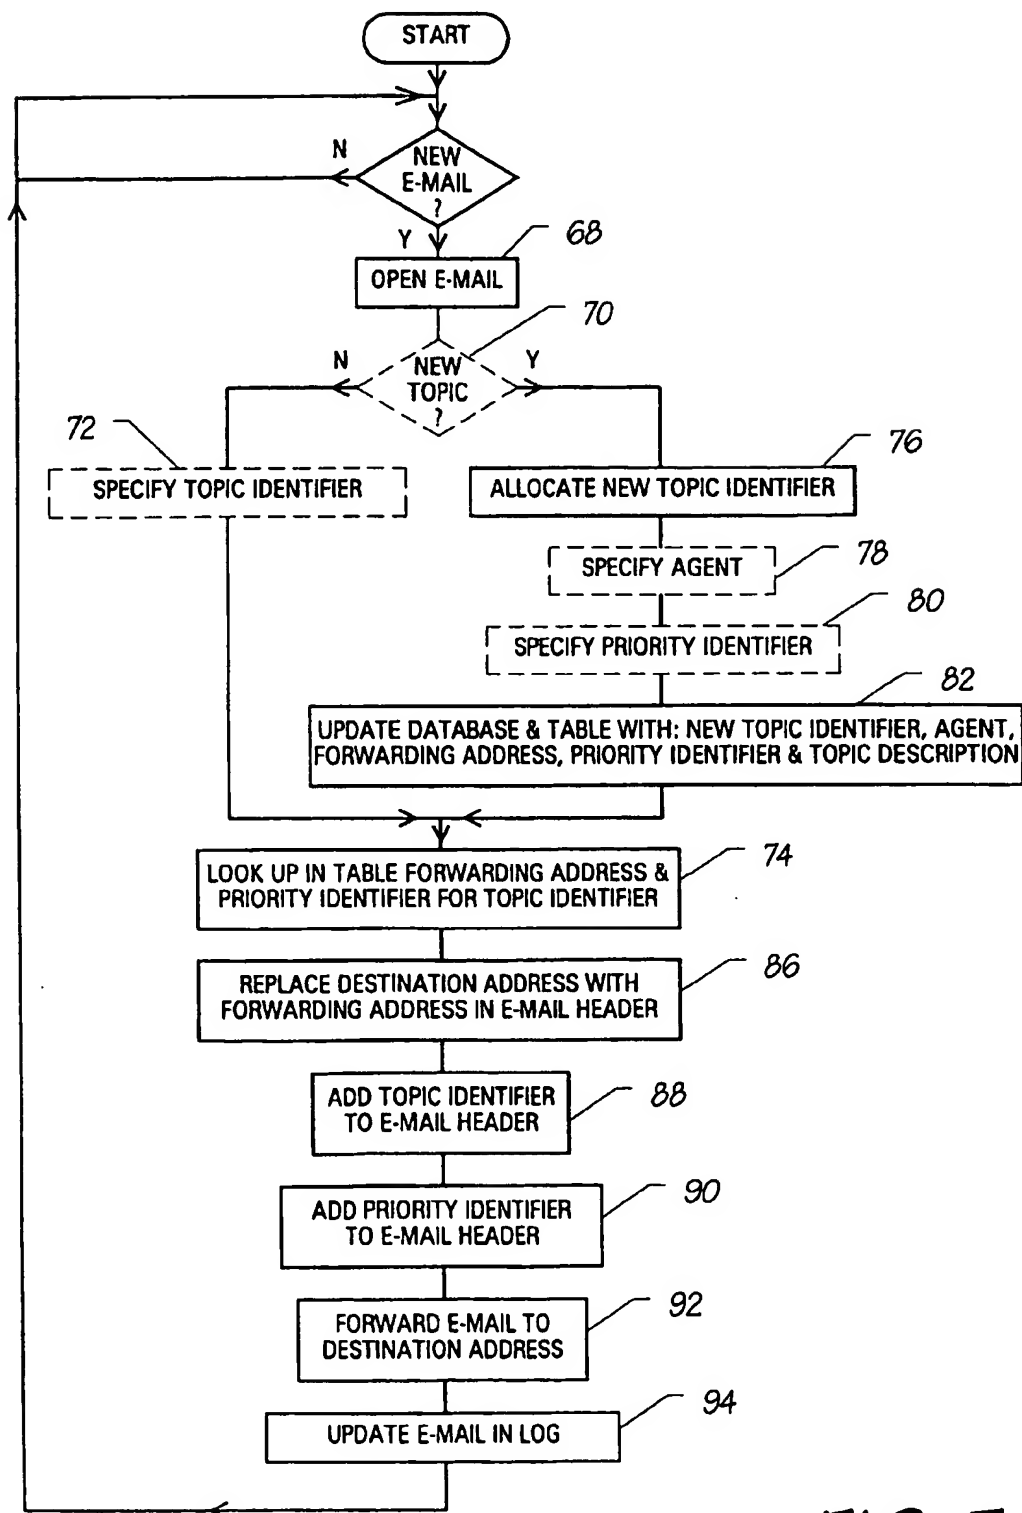 START
NEW
E-MAIL
?
N
Y
68
OPEN E-MAIL
70
NEW
TOPIC
?
N
Y
72
SPECIFY TOPIC IDENTIFIER
76
ALLOCATE NEW TOPIC IDENTIFIER
SPECIFY AGENT
78
80
SPECIFY PRIORITY IDENTIFIER
82
UPDATE DATABASE & TABLE WITH: NEW TOPIC IDENTIFIER, AGENT,
FORWARDING ADDRESS, PRIORITY IDENTIFIER & TOPIC DESCRIPTION
74
LOOK UP IN TABLE FORWARDING ADDRESS &
PRIORITY IDENTIFIER FOR TOPIC IDENTIFIER
86
REPLACE DESTINATION ADDRESS WITH
FORWARDING ADDRESS IN E-MAIL HEADER
88
ADD TOPIC IDENTIFIER
TO E-MAIL HEADER
90
ADD PRIORITY IDENTIFIER
TO E-MAIL HEADER
92
FORWARD E-MAIL TO
DESTINATION ADDRESS
94
UPDATE E-MAIL IN LOG